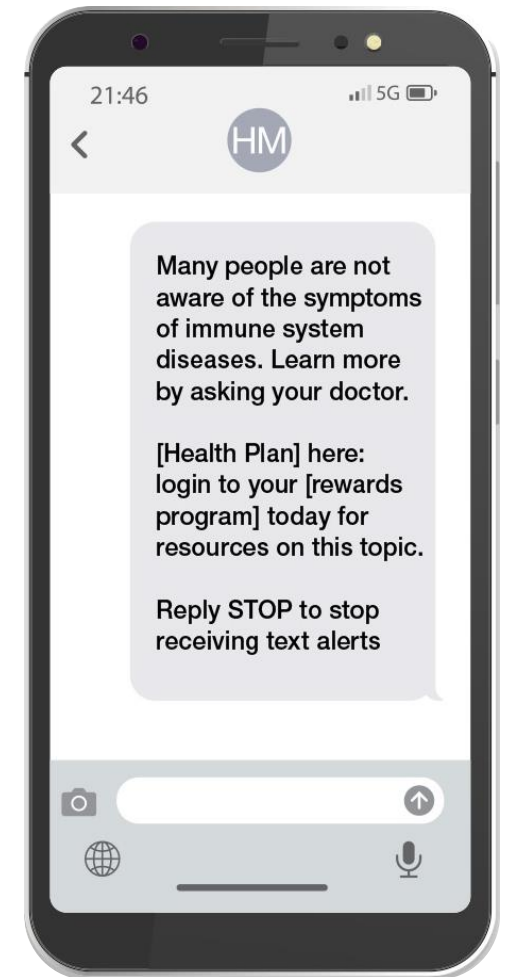 21:46
5G
HM
Many people are not
aware of the symptoms
of immune system
diseases. Learn more
by asking your doctor.
[Health Plan] here:
login to your [rewards
program] today for
resources on this topic.
Reply STOP to stop
receiving text alerts